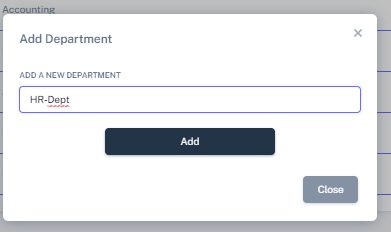 Accounting
Add Department
×
ADD A NEW DEPARTMENT
HR-Dept
Add
Close